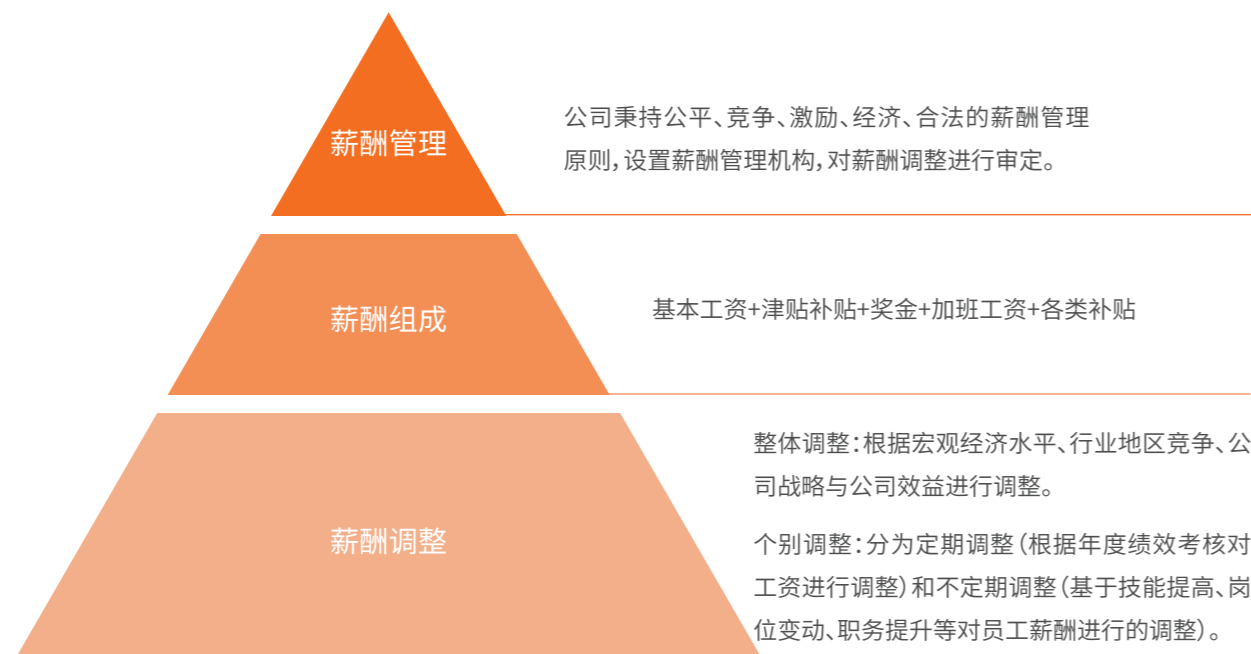 薪酬管理
公司秉持公平、竞争、激励、经济、合法的薪酬管理
原则，设置薪酬管理机构，对薪酬调整进行审定。
薪酬组成
基本工资+津贴补贴+奖金+加班工资+各类补贴
薪酬调整
整体调整：根据宏观经济水平、行业地区竞争、公
司战略与公司效益进行调整。
个别调整：分为定期调整（根据年度绩效考核对
工资进行调整）和不定期调整（基于技能提高、岗
位变动、职务提升等对员工薪酬进行的调整）。